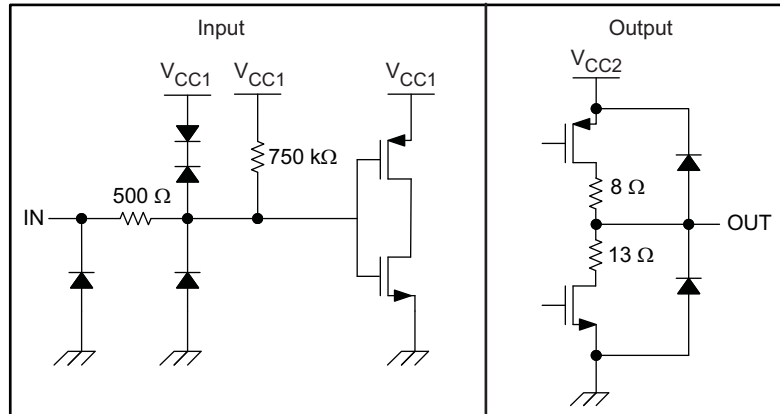 Input
Output
VCC1
VCC1
VCC1
VCC2
750 kΩ
8 Ω
500 Ω
IN
OUT
13 Ω